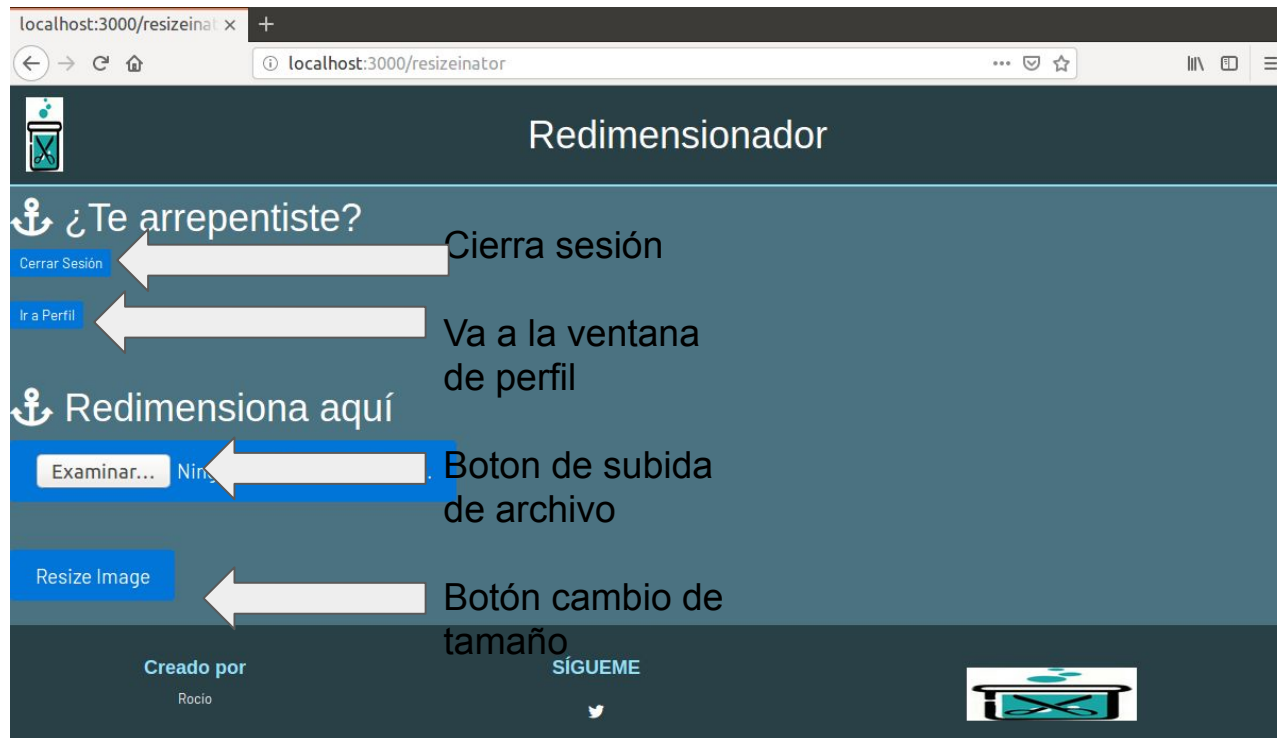 localhost:3000/resizeinat
localhost:3000/resizeinator
Redimensionador
¿Te arrepentiste?
Cierra sesión
Cerrar Sesión
Ir a Perfil
Va a la ventana
de perfil
Redimensiona aquí
Examinar...
Boton de subida
de archivo
Resize Image
Botón cambio de
tamaño
Creado por
SÍGUEME
Rocio